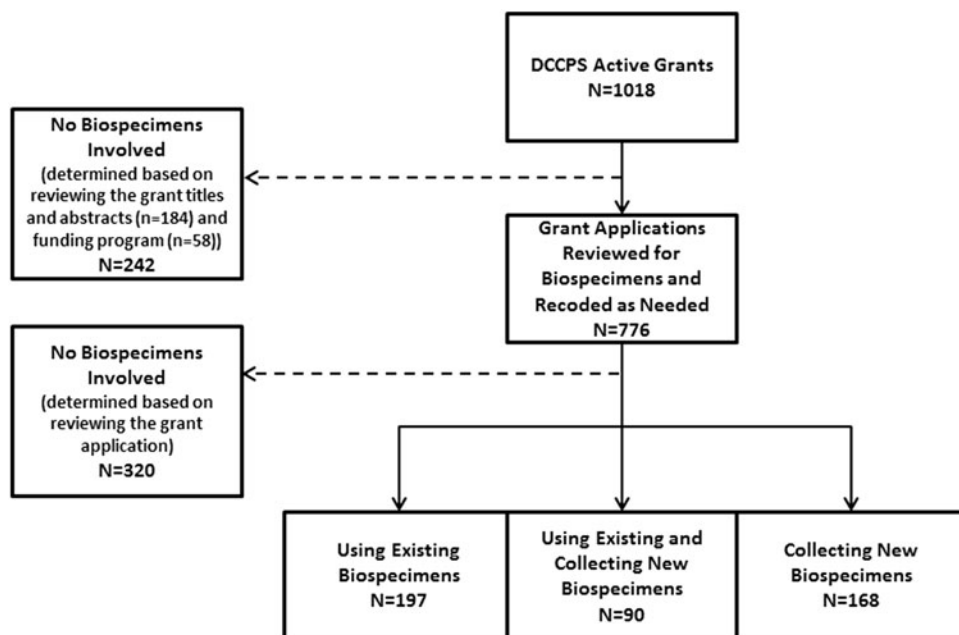 DCCPS Active Grants
N=1018
No Biospecimens
Involved
(determined based on
reviewing the grant titles
and abstracts (n=184) and
funding program (n=58))
N=242
Grant Applications
Reviewed for
Biospecimens and
Recoded as Needed
N=776
No Biospecimens
Involved
(determined based on
reviewing the grant
application)
N=320
Using Existing
Biospecimens
N=197
Using Existing and
Collecting New
Biospecimens
N=90
Collecting New
Biospecimens
N=168